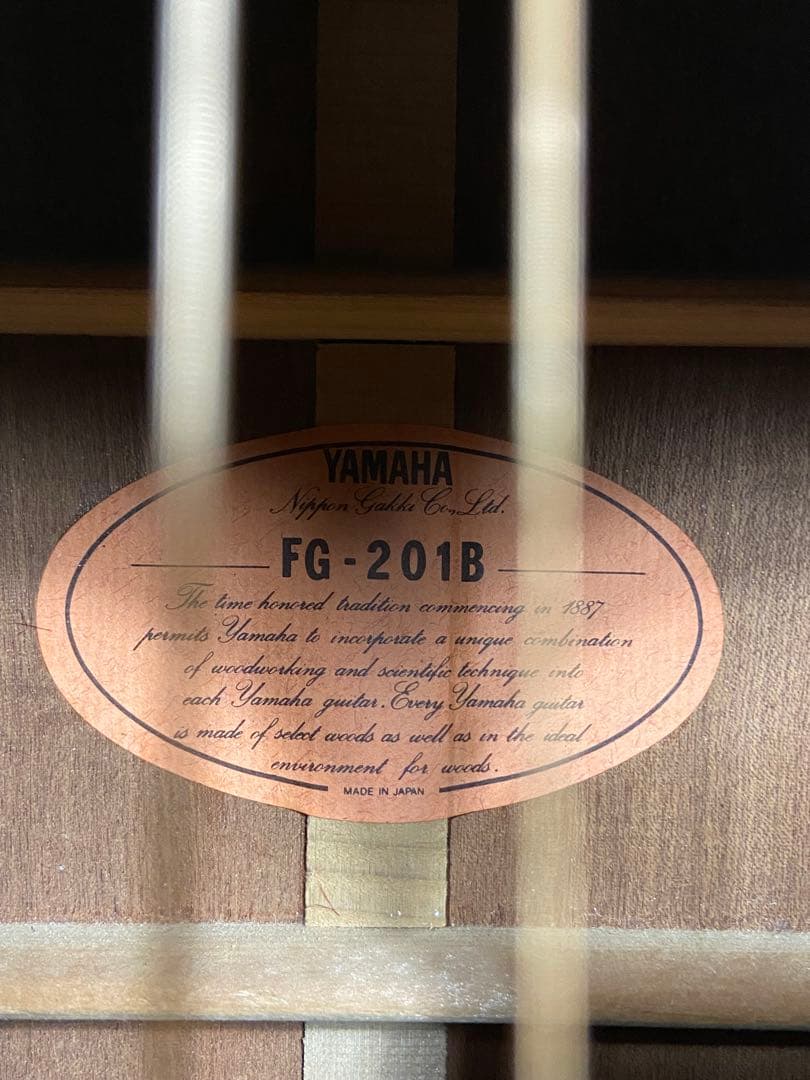 YAMAHA
Nippon Gakki Co., Ltd.
FG-201B
The time honored tradition commencing in 1887
permits Yamaha to incorporate a unique combination
of woodworking and scientific technique into
each Yamaha guitar. Every Yamaha guitar
is made of select woods as well as in the ideal
environment for woods.
MADE IN JAPAN